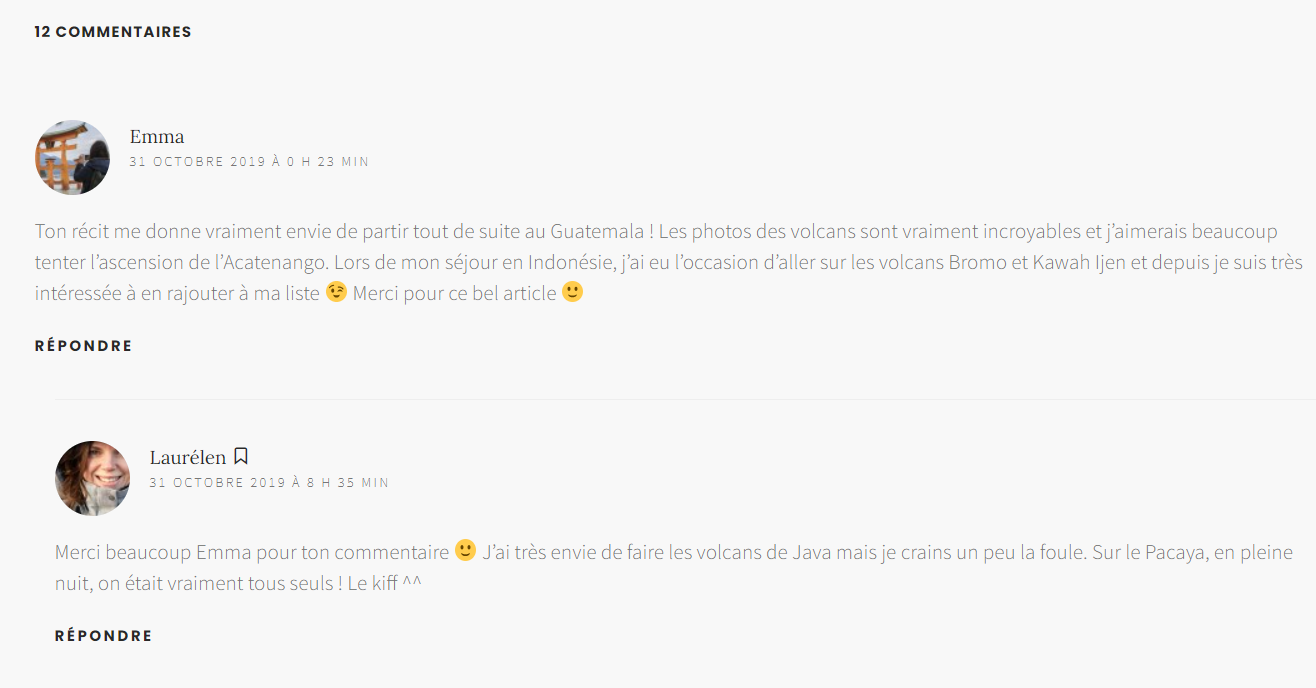 12 COMMENTAIRES
Emma
31 OCTOBRE 2019 À 0 H 23 MIN
Ton récit me donne vraiment envie de partir tout de suite au Guatemala ! Les photos des volcans sont vraiment incroyables et j’aimerais beaucoup
tenter l’ascension de l’Acatenango. Lors de mon séjour en Indonésie, j’ai eu l’occasion d’aller sur les volcans Bromo et Kawah Ijen et depuis je suis très
intéressée à en rajouter à ma liste 😉 Merci pour ce bel article 🙂
RÉPONDRE
Laurélen
31 OCTOBRE 2019 À 8 H 35 MIN
Merci beaucoup Emma pour ton commentaire 🙂 J’ai très envie de faire les volcans de Java mais je crains un peu la foule. Sur le Pacaya, en pleine
nuit, on était vraiment tous seuls ! Le kiff ^^
RÉPONDRE